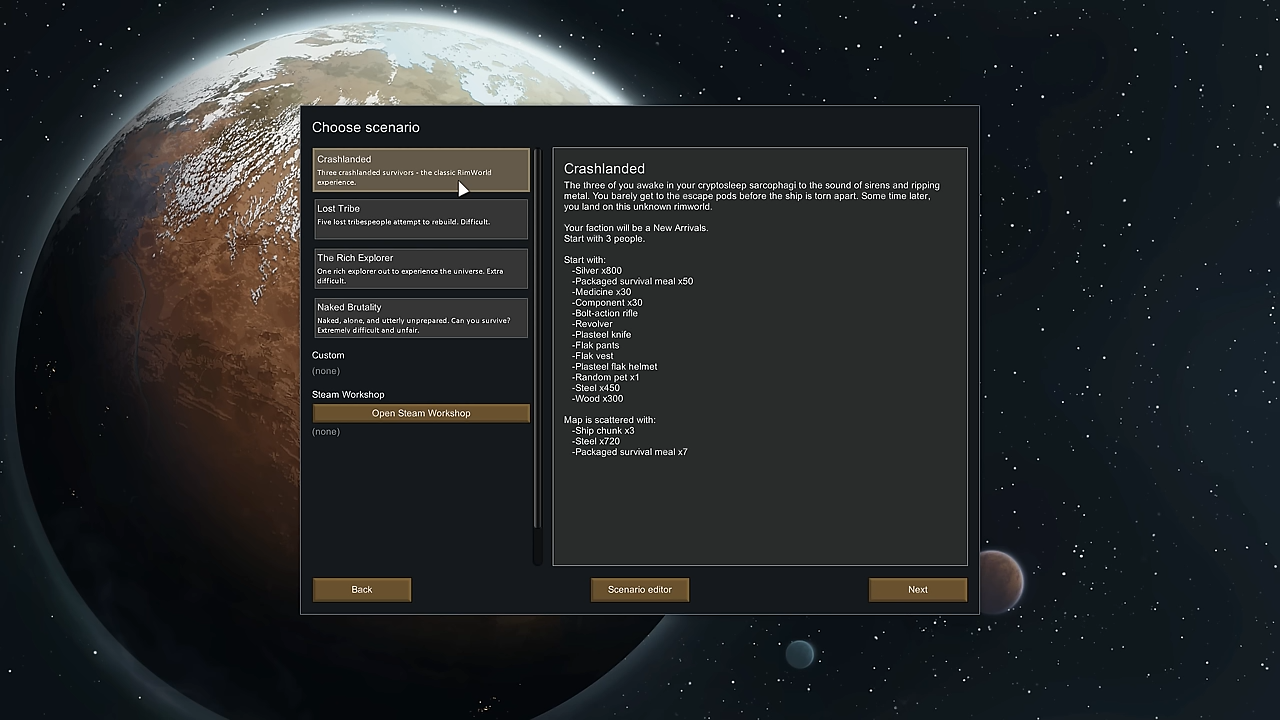 Choose scenario
Crashlanded
Three crashlanded survivors - the classic RimWorld
experience.
Lost Tribe
Five lost tribespeople attempt to rebuild. Difficult.
The Rich Explorer
One rich explorer out to experience the universe. Extra
difficult.
Naked Brutality
Naked, alone, and utterly unprepared. Can you survive?
Extremely difficult and unfair.
Custom
(none)
Steam Workshop
Open Steam Workshop
(none)
Crashlanded
The three of you awake in your cryptosleep sarcophagi to the sound of sirens and ripping
metal. You barely get to the escape pods before the ship is torn apart. Some time later,
you land on this unknown rimworld.
Your faction will be a New Arrivals.
Start with 3 people.
Start with:
-Silver x800
-Packaged survival meal x50
-Medicine x30
-Component x30
-Bolt-action rifle
-Revolver
-Plasteel knife
-Flak pants
-Flak vest
-Plasteel flak helmet
-Random pet x1
-Steel x450
-Wood x300
Map is scattered with:
-Ship chunk x3
-Steel x720
-Packaged survival meal x7
Back
Scenario editor
Next